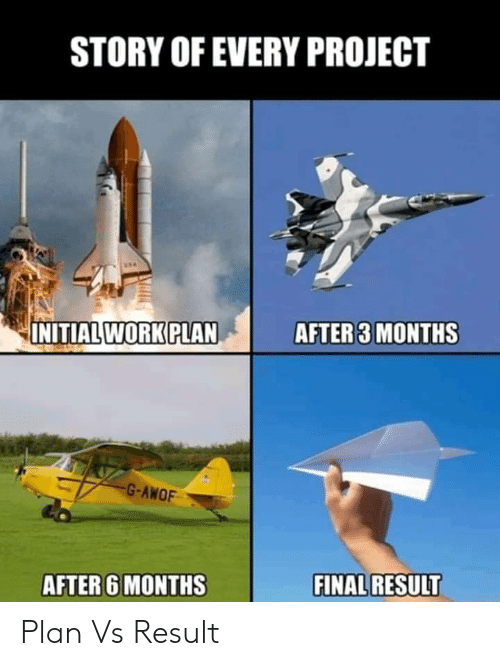 STORY OF EVERY PROJECT
USA
INITIAL WORK PLAN
AFTER 3 MONTHS
G-AWOF
AFTER 6 MONTHS
FINAL RESULT
Plan Vs Result